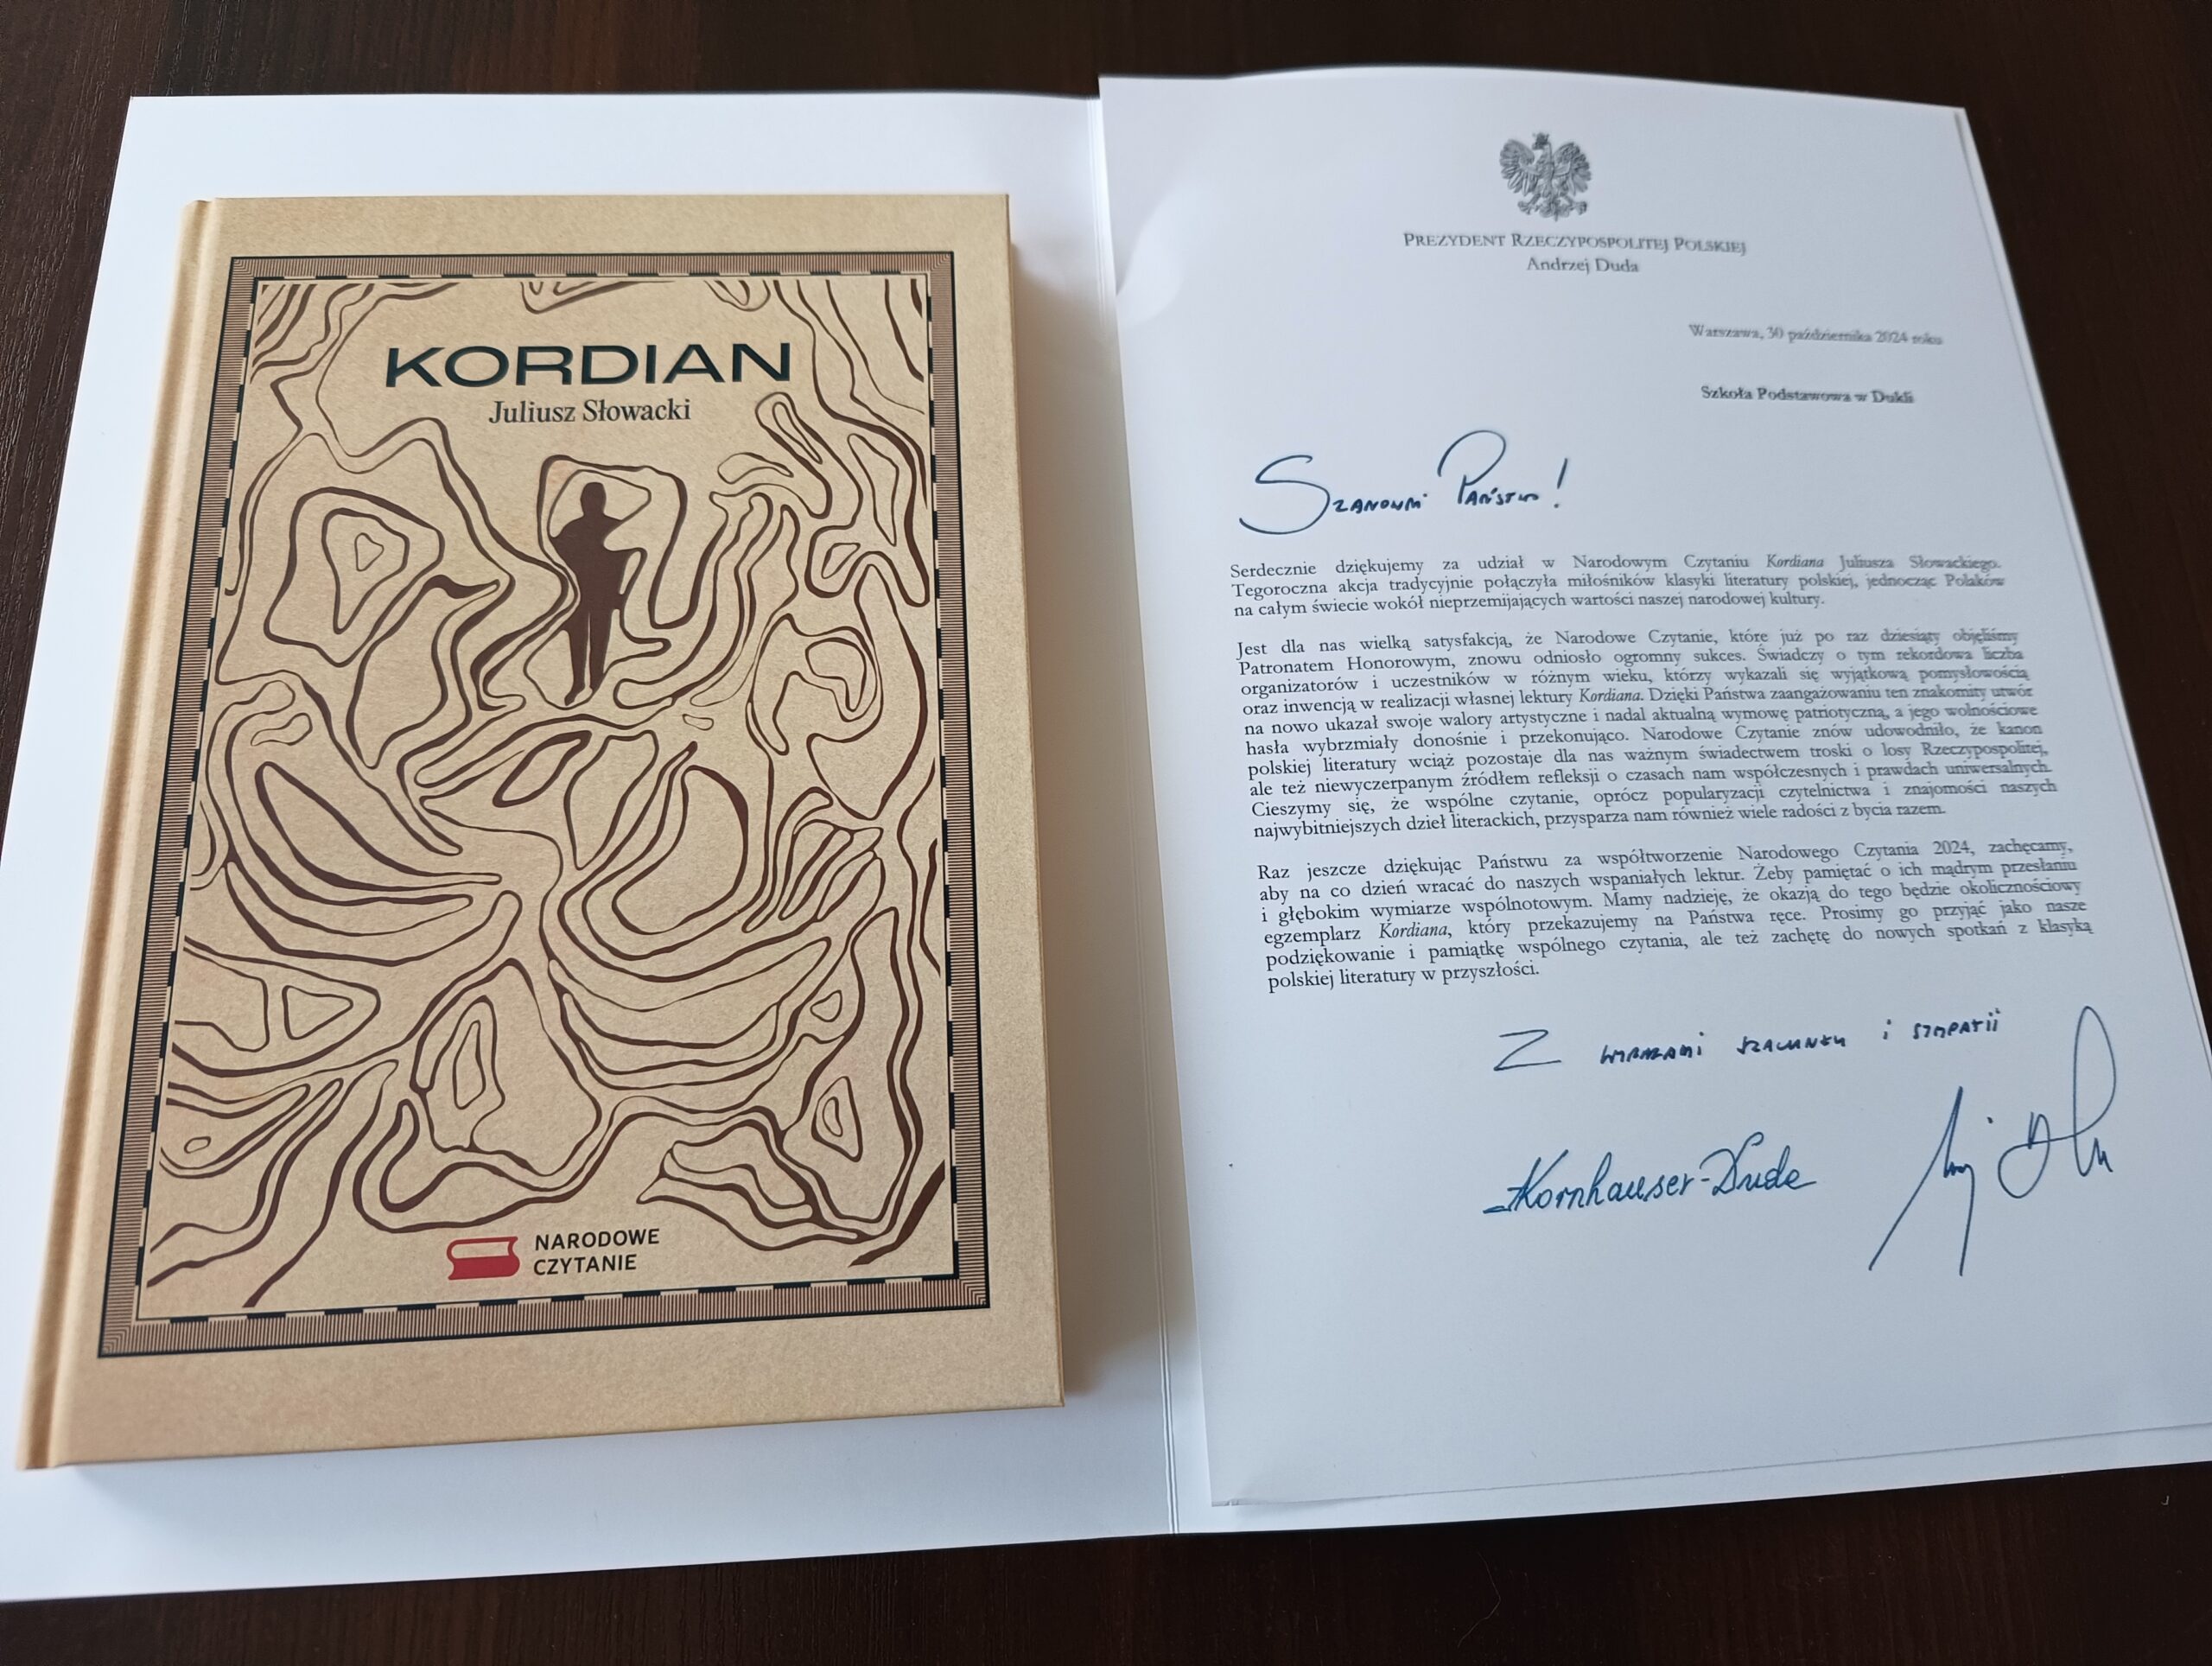 KORDIAN
Juliusz Słowacki
NARODOWE
CZYTANIE
PREZYDENT RZECZYPOSPOLITEJ POLSKIEJ
Andrzej Duda
Warszawa, 30 października 2024 roku
Szkoła Podstawowa w Dukli
Szanowni Państwo!
Serdecznie dziękujemy za udział w Narodowym Czytaniu Kordiana Juliusza Słowackiego.
Tegoroczna akcja tradycyjnie połączyła miłośników klasyki literatury polskiej, jednocząc Polaków
na całym świecie wokół nieprzemijających wartości naszej narodowej kultury.
Jest dla nas wielką satysfakcją, że Narodowe Czytanie, które już po raz dziesiąty objęliśmy
Patronatem Honorowym, znowu odniosło ogromny sukces. Świadczy o tym rekordowa liczba
organizatorów i uczestników w różnym wieku, którzy wykazali się wyjątkową pomysłowością
oraz inwencją w realizacji własnej lektury Kordiana. Dzięki Państwa zaangażowaniu ten znakomity utwór
na nowo ukazał swoje walory artystyczne i nadal aktualną wymowę patriotyczną, a jego wolnościowe
hasła wybrzmiały donośnie i przekonująco. Narodowe Czytanie znów udowodniło, że kanon
polskiej literatury wciąż pozostaje dla nas ważnym świadectwem troski o losy Rzeczypospolitej,
ale też niewyczerpanym źródłem refleksji o czasach nam współczesnych i prawdach uniwersalnych.
Cieszymy się, że wspólne czytanie, oprócz popularyzacji czytelnictwa i znajomości naszych
najwybitniejszych dzieł literackich, przysparza nam również wiele radości z bycia razem.
Raz jeszcze dziękując Państwu za współtworzenie Narodowego Czytania 2024, zachęcamy,
aby na co dzień wracać do naszych wspaniałych lektur. Żeby pamiętać o ich mądrym przesłaniu
i głębokim wymiarze wspólnotowym. Mamy nadzieję, że okazją do tego będzie okolicznościowy
egzemplarz Kordiana, który przekazujemy na Państwa ręce. Prosimy go przyjąć jako nasze
podziękowanie i pamiątkę wspólnego czytania, ale też zachętę do nowych spotkań z klasyką
polskiej literatury w przyszłości.
Z wyrazami szacunku i sympatii
Kornhauser-Duda